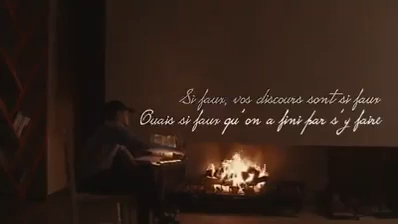 Si faux, vos discours sont si faux
Ouais si faux qu'on a fini par s'y faire